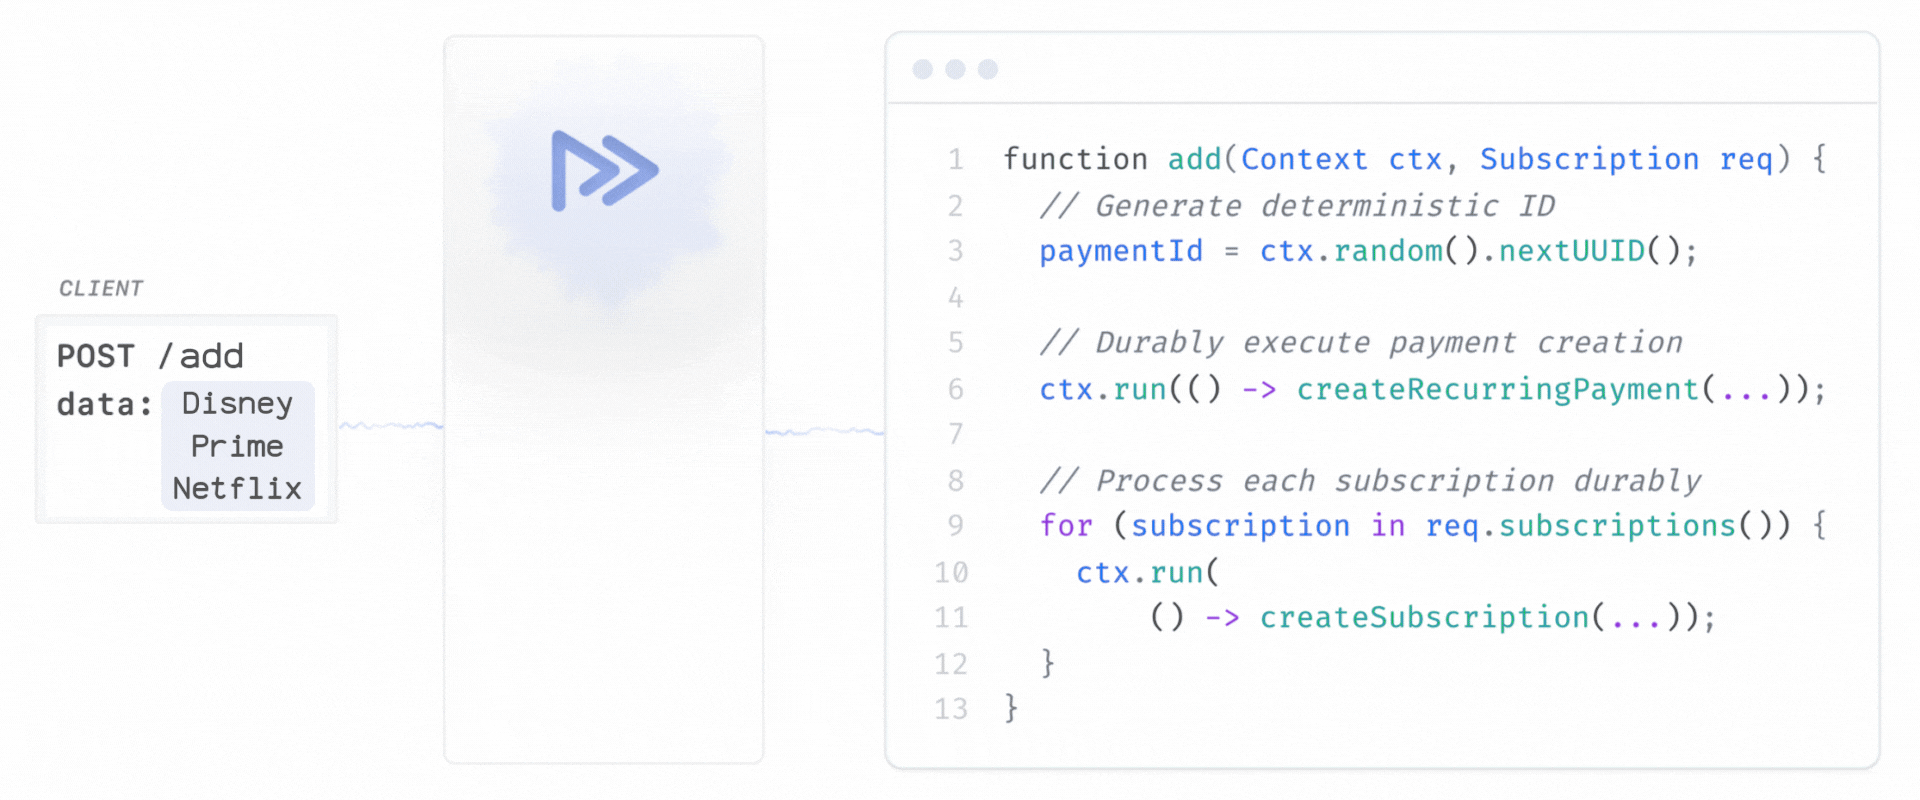 CLIENT
POST /add
data: Disney
Prime
Netflix
1 function add(Context ctx, Subscription req) {
2 // Generate deterministic ID
3 paymentId = ctx.random().nextUUID();
4
5 // Durably execute payment creation
6 ctx.run(() -> createRecurringPayment(...));
7
8 // Process each subscription durably
9 for (subscription in req.subscriptions()) {
10 ctx.run(
11 () -> createSubscription(...));
12 }
13 }